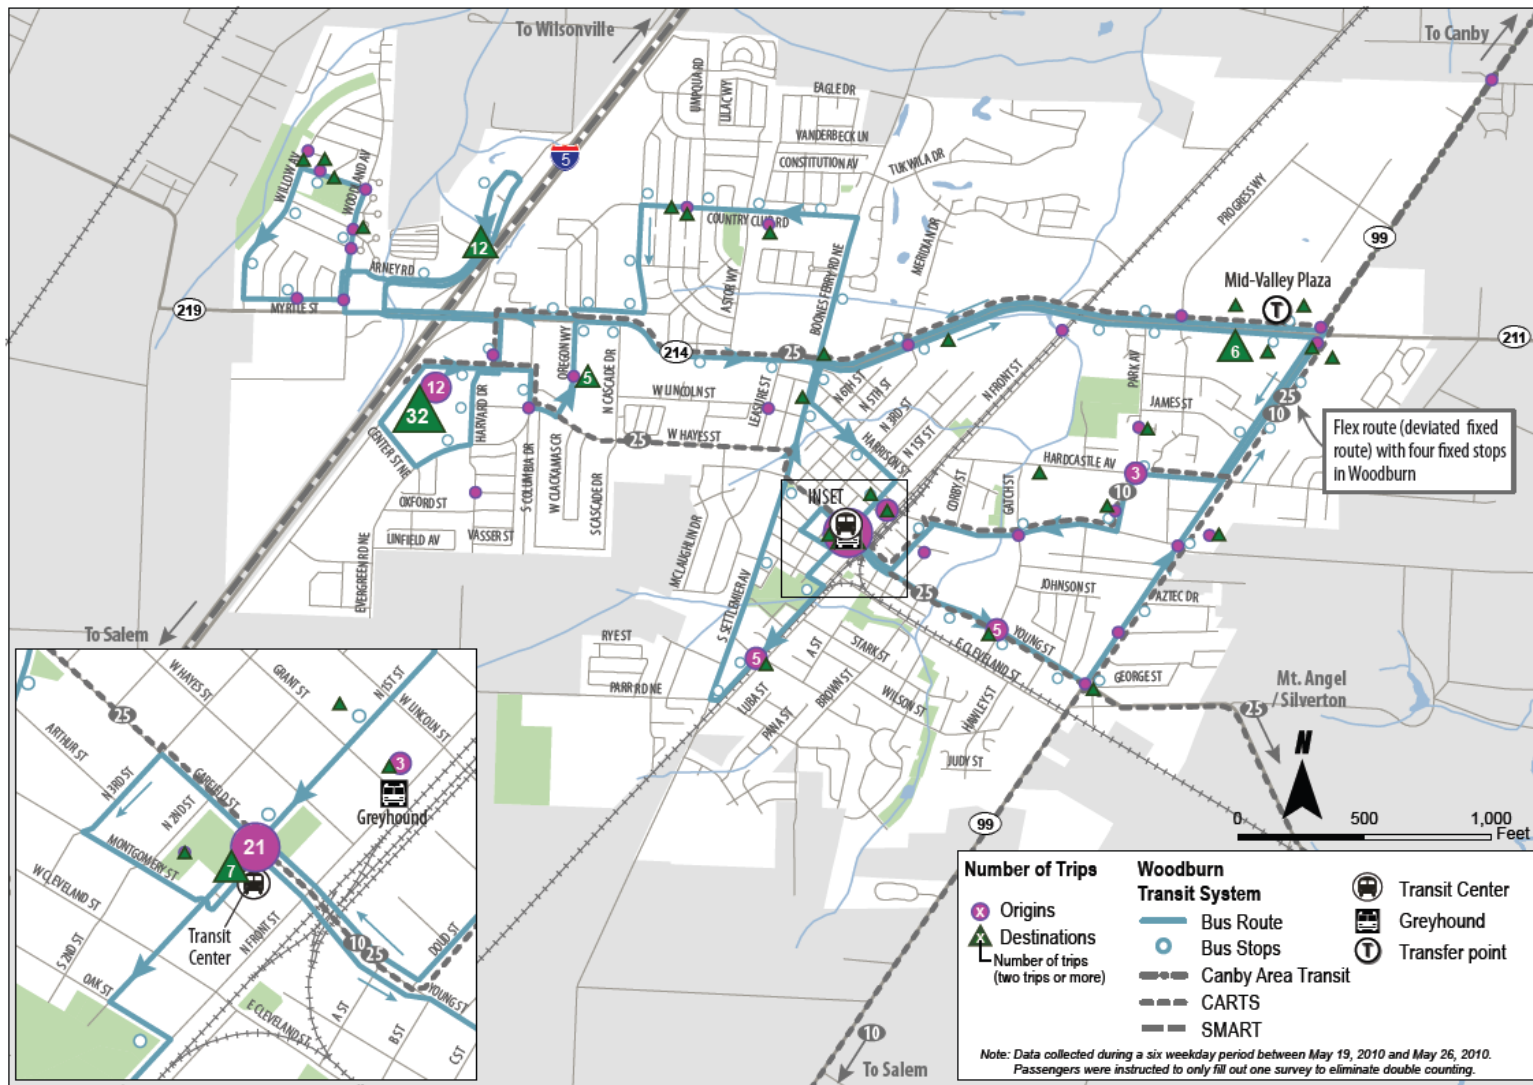 To Wilsonville
To Canby
5
UMPQUA RD
LILAC WY
EAGLE DR
VANDERBECK LN
CONSTITUTION AV
TUKWILA DR
PROGRESS WY
WILLOW AV
WOODLAND AV
COUNTRY CLUB RD
MERIDIAN DR
99
12
ARNEY RD
ASTOR WY
BOONES FERRY RD NE
Mid-Valley Plaza
T
219
MYRTLE ST
214
25
211
6
OREGON WY
5
N CASCADE DR
12
32
HARVARD DR
CENTER ST NE
W LINCOLN ST
LEASURE ST
N 6TH ST
N 5TH ST
N 3RD ST
N 1ST ST
N FRONT ST
HARRISON ST
PARK AV
JAMES ST
25
10
Flex route (deviated fixed
route) with four fixed stops
in Woodburn
25
W HAYES ST
S COLUMBIA DR
W CLACKAMAS CR
S CASCADE DR
HARDCASTLE AV
3
10
CORBY ST
GATCH ST
OXFORD ST
VASSER ST
LINFIELD AV
EVERGREEN RD NE
MCLAUGHLIN DR
INSET
S SETTLEMIER AV
25
JOHNSON ST
AZTEC DR
5
YOUNG ST
E CLEVELAND ST
GEORGE ST
To Salem
RYE ST
PARR RD NE
5
A ST
STARK ST
LUBA ST
PANA ST
BROWN ST
WILSON ST
HAWLEY ST
JUDY ST
Mt. Angel
/ Silverton
25
N
99
0 500 1,000
Feet
10
To Salem
W HAYES ST
GRANT ST
N 1ST ST
W LINCOLN ST
25
ARTHUR ST
N 3RD ST
GARFIELD ST
N 2ND ST
3
Greyhound
MONTGOMERY ST
21
7
W CLEVELAND ST
Transit
Center
N FRONT ST
10
25
DOUD ST
S 2ND ST
OAK ST
YOUNG ST
E CLEVELAND ST
A ST
B ST
C ST
Number of Trips
x Origins
x Destinations
Number of trips
(two trips or more)
Woodburn
Transit System
Bus Route
Bus Stops
Canby Area Transit
CARTS
SMART
Transit Center
Greyhound
T Transfer point
Note: Data collected during a six weekday period between May 19, 2010 and May 26, 2010.
Passengers were instructed to only fill out one survey to eliminate double counting.